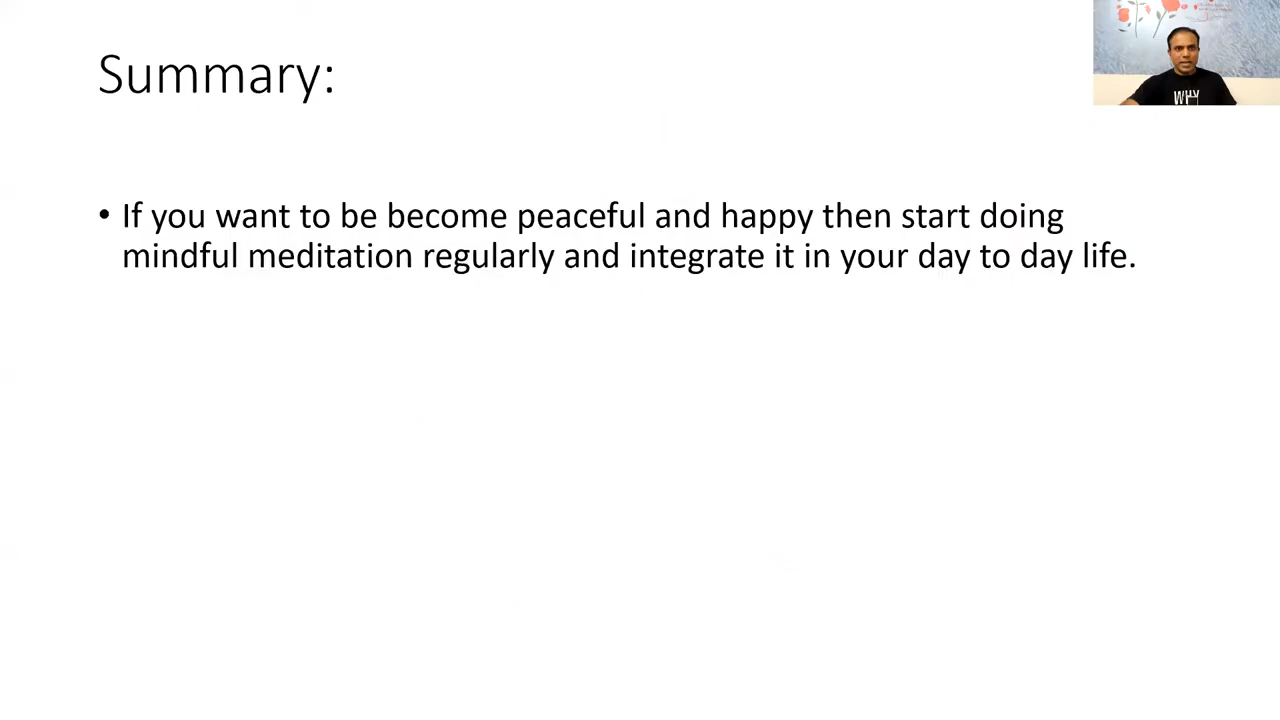 Summary:
• If you want to be become peaceful and happy then start doing
mindful meditation regularly and integrate it in your day to day life.
WHY